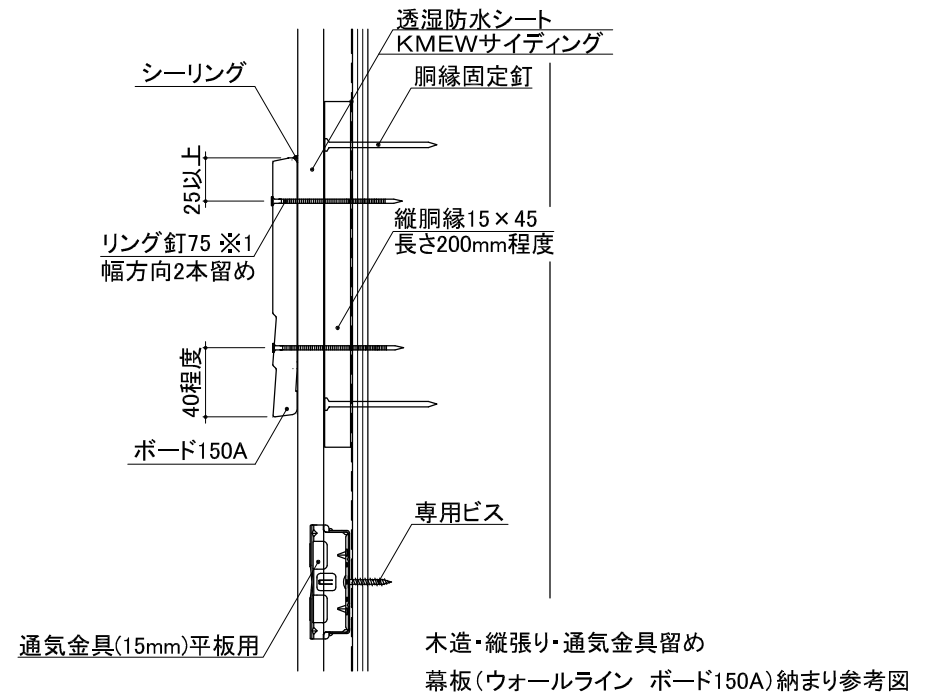 透湿防水シート
KMEWサイディング
シーリング
胴縁固定釘
25以上
縦胴縁15×45
長さ200mm程度
リング釘75 ※1
幅方向2本留め
40程度
ボード150A
専用ビス
通気金具(15mm)平板用
木造・縦張り・通気金具留め
幕板(ウォールライン ボード150A)納まり参考図